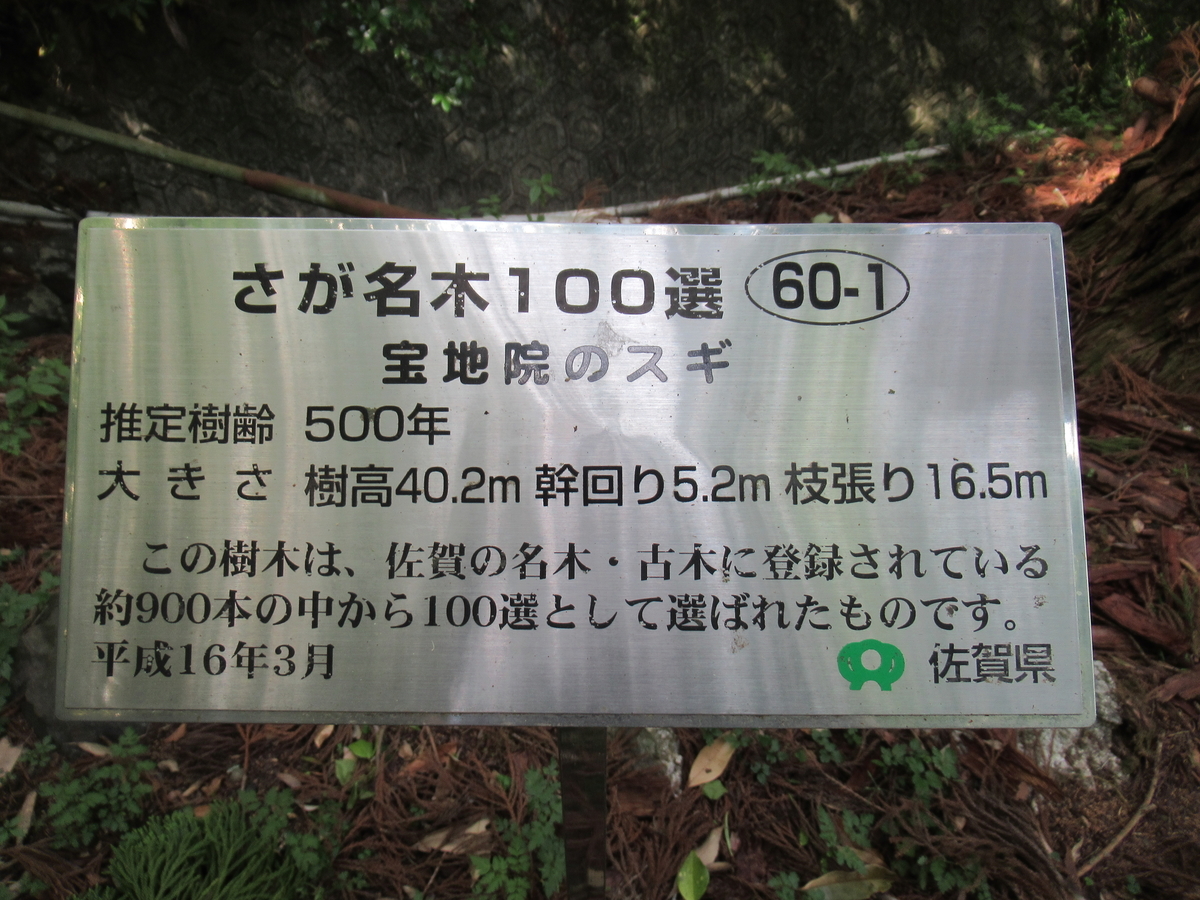 さが名木100選 60-1
宝地院のスギ
推定樹齢 500年
大きさ 樹高40.2m 幹回り5.2m 枝張り16.5m
この樹木は、佐賀の名木・古木に登録されている
約900本の中から100選として選ばれたものです。
平成16年3月
佐賀県